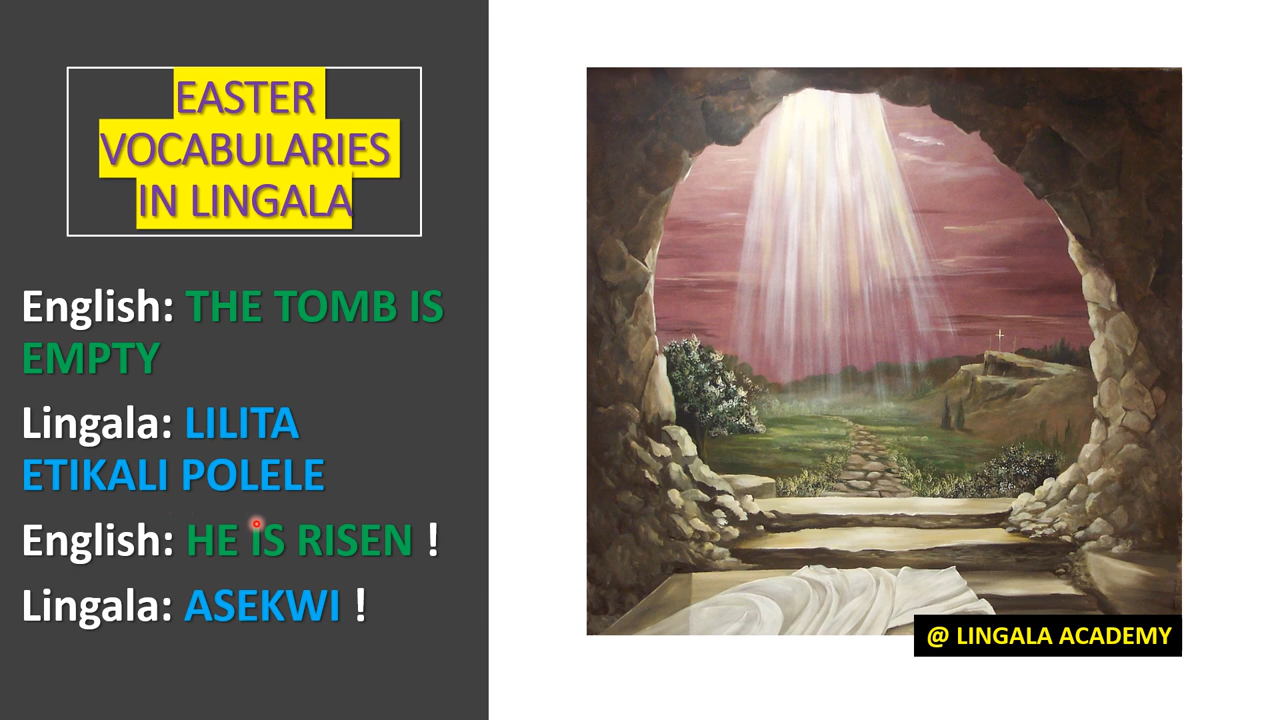 EASTER
VOCABULARIES
IN LINGALA
English: THE TOMB IS
EMPTY
Lingala: LILITA
ETIKALI POLELE
English: HE IS RISEN !
Lingala: ASEKWI !
@ LINGALA ACADEMY